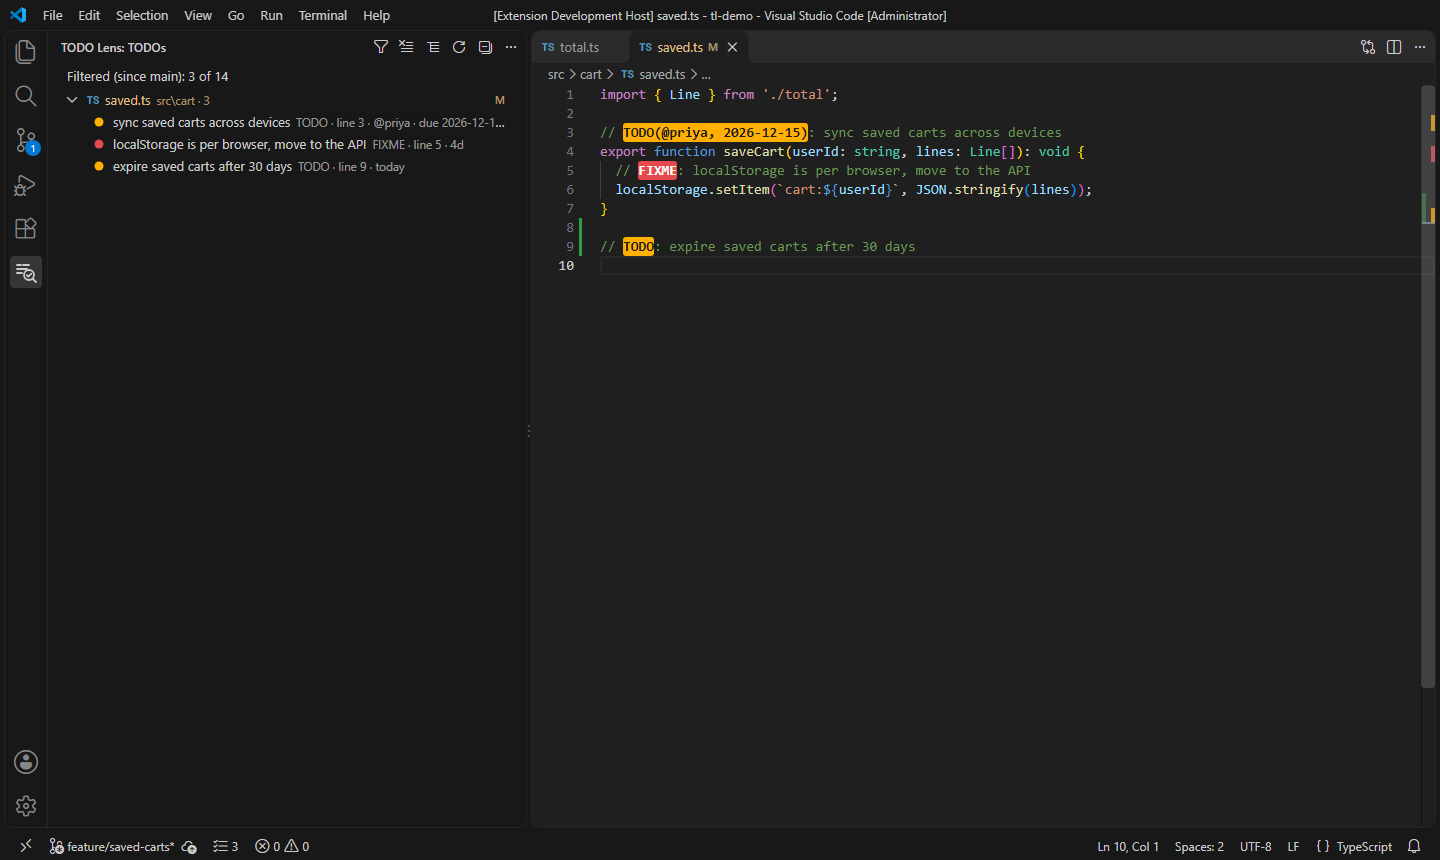 File Edit Selection View Go Run Terminal Help [Extension Development Host] saved.ts - tl-demo - Visual Studio Code [Administrator]
TODO Lens: TODOs
Filtered (since main): 3 of 14
TS saved.ts src\cart · 3 M
sync saved carts across devices TODO · line 3 · @priya · due 2026-12-1...
localStorage is per browser, move to the API FIXME · line 5 · 4d
expire saved carts after 30 days TODO · line 9 · today
1
TS total.ts TS saved.ts M
src > cart > TS saved.ts > ...
1 import { Line } from './total';
2
3 // TODO(@priya, 2026-12-15): sync saved carts across devices
4 export function saveCart(userId: string, lines: Line[]): void {
5 // FIXME: localStorage is per browser, move to the API
6 localStorage.setItem(`cart:${userId}`, JSON.stringify(lines));
7 }
8
9 // TODO: expire saved carts after 30 days
10
feature/saved-carts* 3 0 0 Ln 10, Col 1 Spaces: 2 UTF-8 LF { } TypeScript